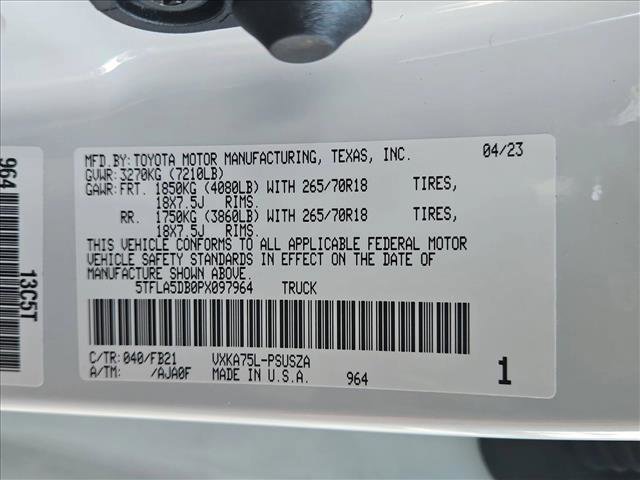 MFD.BY:TOYOTA MOTOR MANUFACTURING, TEXAS, INC. 04/23
GVWR:3270KG (7210LB)
GAWR:FRT. 1850KG (4080LB) WITH 265/70R18 TIRES,
18X7.5J RIMS.
RR. 1750KG (3860LB) WITH 265/70R18 TIRES,
18X7.5J RIMS.
THIS VEHICLE CONFORMS TO ALL APPLICABLE FEDERAL MOTOR
VEHICLE SAFETY STANDARDS IN EFFECT ON THE DATE OF
MANUFACTURE SHOWN ABOVE.
5TFLA5DB0PX097964 TRUCK
C/TR:040/FB21 VXKA75L-PSUSZA
A/TM: /AJA0F MADE IN U.S.A. 964 1
964
13C5T